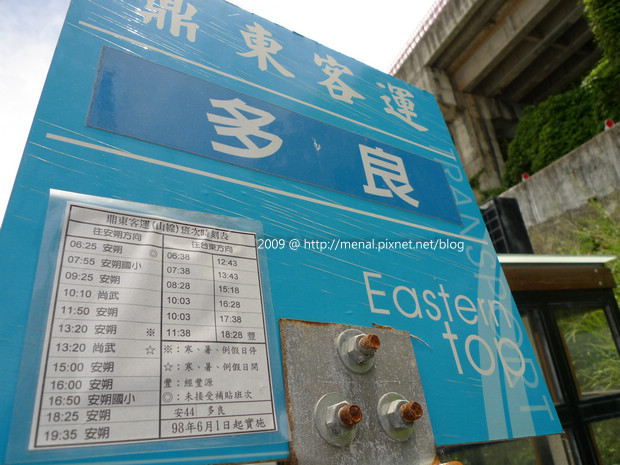 鼎東客運
多良
鼎東客運(山線)班次時刻表
往安朔方向 往台東方向
06:25 安朔 ◎ 06:38 12:43
07:55 安朔國小 07:38 13:43
09:25 安朔 08:28 15:18
10:10 尚武 10:03 16:28
11:50 安朔 10:03 17:38
13:20 安朔 ※ 11:38 18:28 豐
13:20 尚武 ☆ ※：寒、暑、例假日停
15:00 安朔 ☆：寒、暑、例假日開
16:00 安朔 豐：經豐源
16:50 安朔國小 ◎：未接受補貼班次
18:25 安朔 安44 多良
19:35 安朔 98年6月1起實施
2009 @ http://menal.pixnet.net/blog
Eastern
top
TRANSPORT